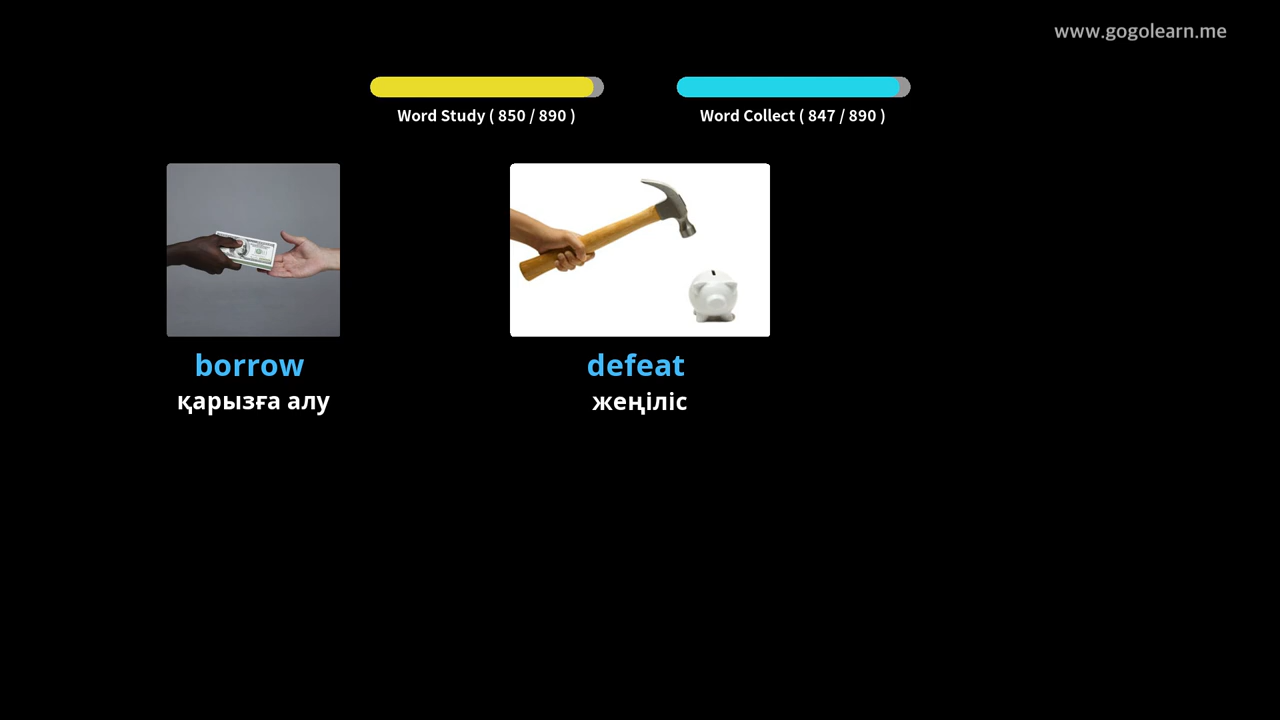 www.gogolearn.me
Word Study ( 850 / 890 )
Word Collect ( 847 / 890 )
borrow
қарызға алу
defeat
жеңіліс